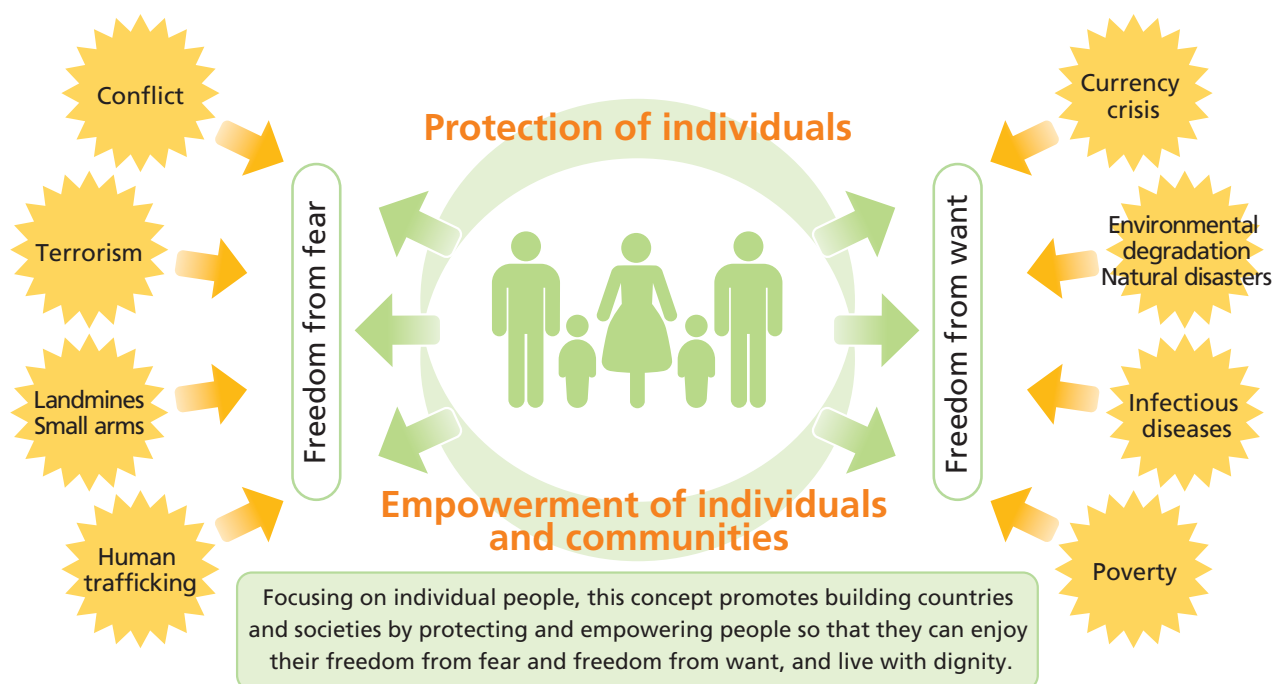 Conflict
Terrorism
Landmines
Small arms
Human
trafficking
Freedom from fear
Protection of individuals
Empowerment of individuals
and communities
Freedom from want
Currency
crisis
Environmental
degradation
Natural disasters
Infectious
diseases
Poverty
Focusing on individual people, this concept promotes building countries
and societies by protecting and empowering people so that they can enjoy
their freedom from fear and freedom from want, and live with dignity.